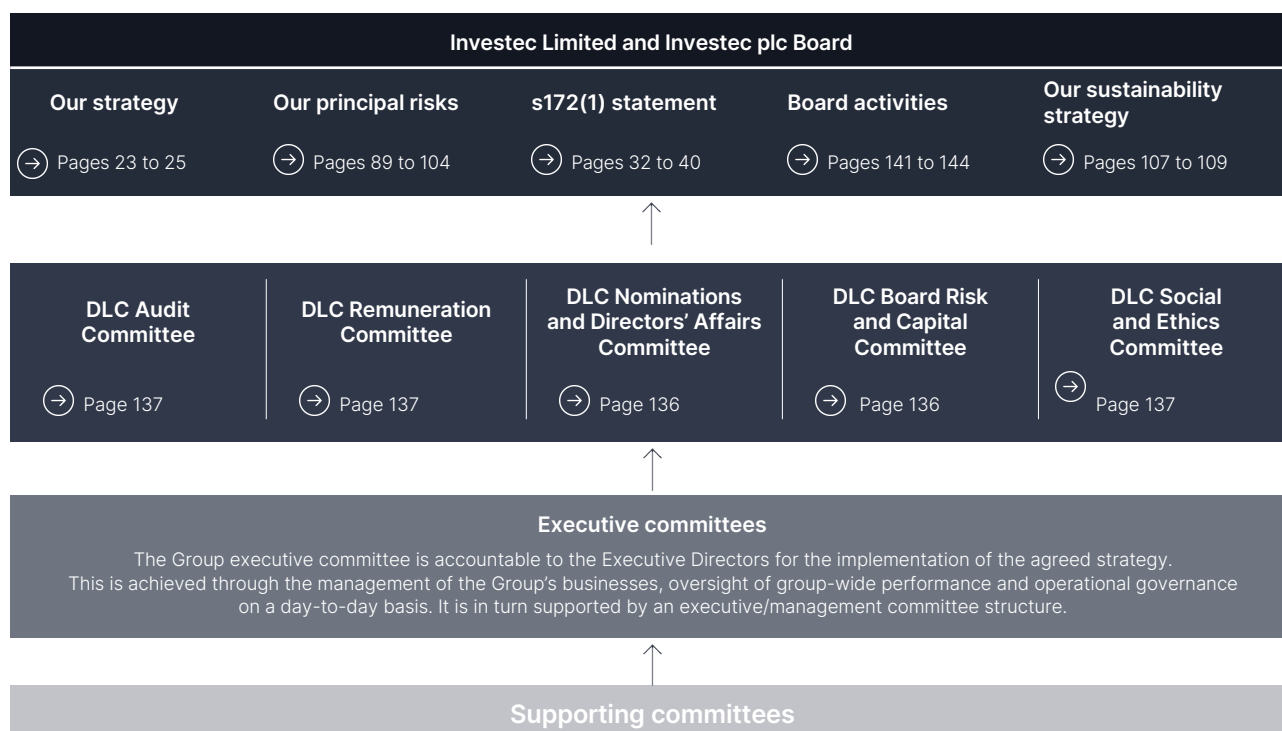 Investec Limited and Investec plc Board
Our strategy
Pages 23 to 25
Our principal risks
Pages 89 to 104
s172(1) statement
Pages 32 to 40
Board activities
Pages 141 to 144
Our sustainability
strategy
Pages 107 to 109
DLC Audit
Committee
Page 137
DLC Remuneration
Committee
Page 137
DLC Nominations
and Directors’ Affairs
Committee
Page 136
DLC Board Risk
and Capital
Committee
Page 136
DLC Social
and Ethics
Committee
Page 137
Executive committees
The Group executive committee is accountable to the Executive Directors for the implementation of the agreed strategy.
This is achieved through the management of the Group’s businesses, oversight of group-wide performance and operational governance
on a day-to-day basis. It is in turn supported by an executive/management committee structure.
Supporting committees